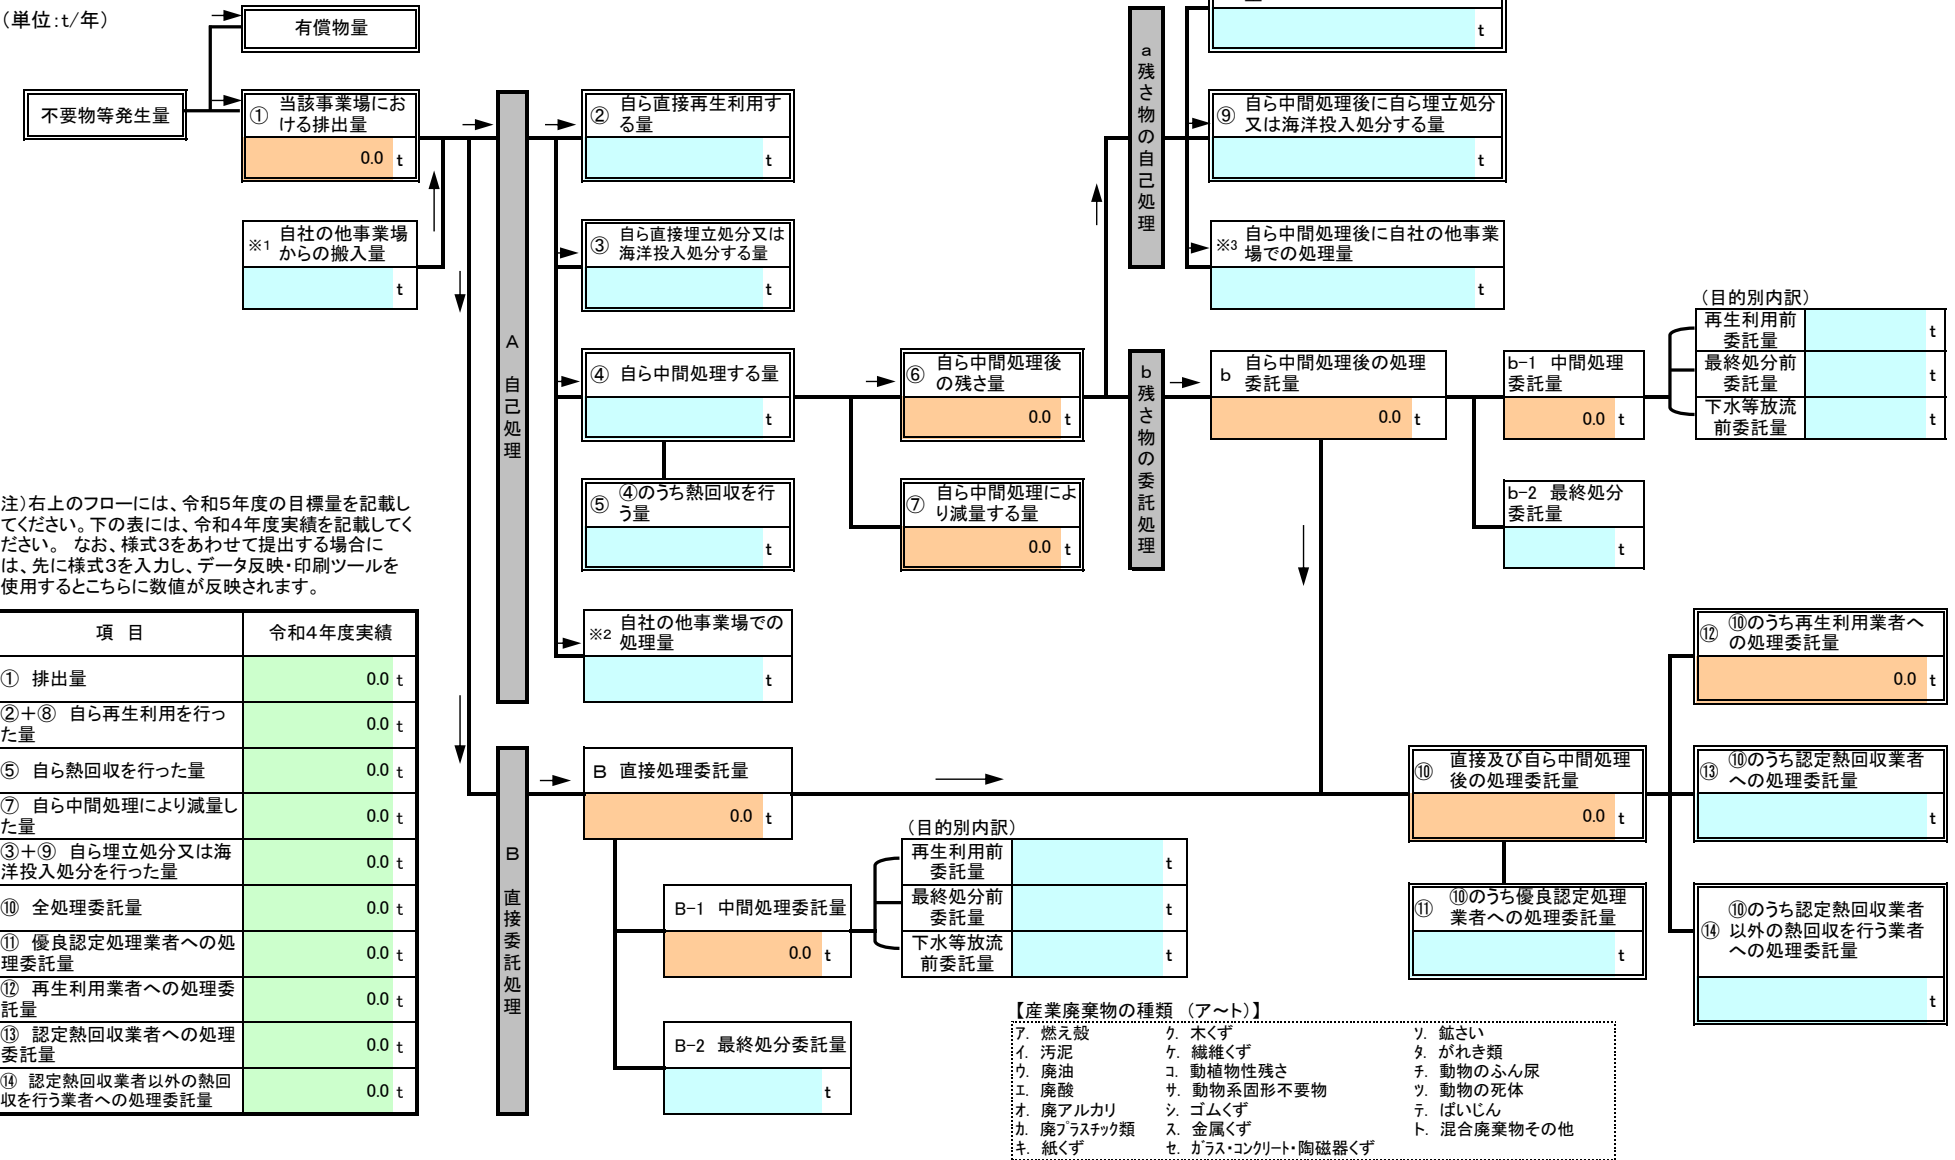 （単位：t/年）
有償物量
t
不要物等発生量
① 当該事業場にお
ける排出量
0.0 t
※1 自社の他事業場
からの搬入量
t
A 自己処理
② 自ら直接再生利用す
る量
t
③ 自ら直接埋立処分又は
海洋投入処分する量
t
④ 自ら中間処理する量
t
⑤ ④のうち熱回収を行
う量
t
※2 自社の他事業場での
処理量
t
⑥ 自ら中間処理後
の残さ量
0.0 t
⑦ 自ら中間処理によ
り減量する量
0.0 t
a 残さ物の自己処理
⑨ 自ら中間処理後に自ら埋立処分
又は海洋投入処分する量
t
※3 自ら中間処理後に自社の他事業
場での処理量
t
b 残さ物の委託処理
b 自ら中間処理後の処理
委託量
0.0 t
b-1 中間処理
委託量
0.0 t
（目的別内訳）
再生利用前
委託量
t
最終処分前
委託量
t
下水等放流
前委託量
t
b-2 最終処分
委託量
t
注）右上のフローには、令和5年度の目標量を記載し
てください。下の表には、令和4年度実績を記載してく
ださい。 なお、様式3をあわせて提出する場合に
は、先に様式3を入力し、データ反映・印刷ツールを
使用するとこちらに数値が反映されます。
項 目 令和4年度実績
① 排出量 0.0 t
②＋⑧ 自ら再生利用を行っ
た量 0.0 t
⑤ 自ら熱回収を行った量 0.0 t
⑦ 自ら中間処理により減量し
た量 0.0 t
③＋⑨ 自ら埋立処分又は海
洋投入処分を行った量 0.0 t
⑩ 全処理委託量 0.0 t
⑪ 優良認定処理業者への処
理委託量 0.0 t
⑫ 再生利用業者への処理委
託量 0.0 t
⑬ 認定熱回収業者への処理
委託量 0.0 t
⑭ 認定熱回収業者以外の熱回
収を行う業者への処理委託量 0.0 t
B 直接委託処理
B 直接処理委託量
0.0 t
B-1 中間処理委託量
0.0 t
（目的別内訳）
再生利用前
委託量
t
最終処分前
委託量
t
下水等放流
前委託量
t
B-2 最終処分委託量
t
⑩ 直接及び自ら中間処理
後の処理委託量
0.0 t
⑪ ⑩のうち優良認定処理
業者への処理委託量
t
⑫ ⑩のうち再生利用業者へ
の処理委託量
0.0 t
⑬ ⑩のうち認定熱回収業者
への処理委託量
t
⑭ ⑩のうち認定熱回収業者
以外の熱回収を行う業者
への処理委託量
t
【産業廃棄物の種類 （ア～ト）】
ア. 燃え殻 ク. 木くず ソ. 鉱さい
イ. 汚泥 ケ. 繊維くず タ. がれき類
ウ. 廃油 コ. 動植物性残さ チ. 動物のふん尿
エ. 廃酸 サ. 動物系固形不要物 ツ. 動物の死体
オ. 廃アルカリ シ. ゴムくず テ. ばいじん
カ. 廃プラスチック類 ス. 金属くず ト. 混合廃棄物その他
キ. 紙くず セ. ガラス・コンクリート・陶磁器くず